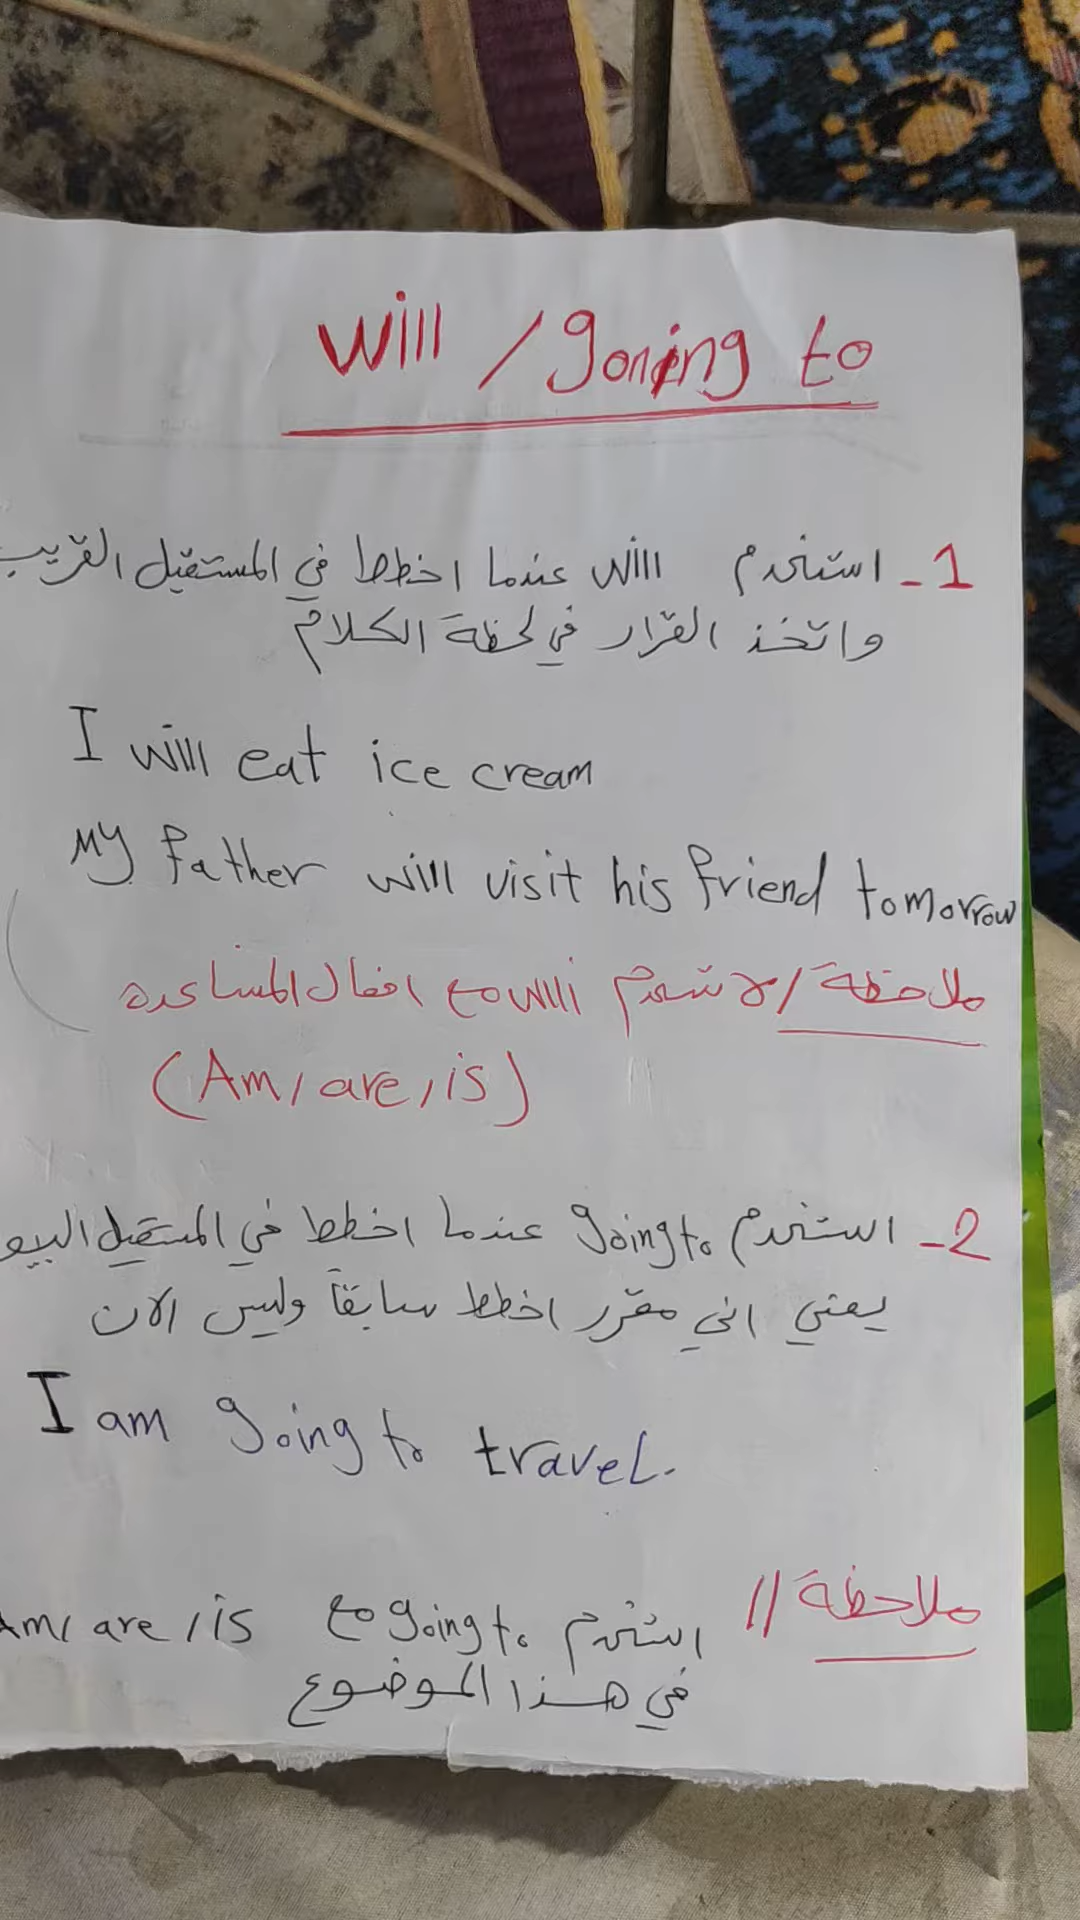 will / going to
1- استخدم will عندما اخطط في المستقبل القريب
واتخذ القرار في لحظة الكلام
I will eat ice cream
My father will visit his friend tomorrow
ملاحظة / لا تستخدم will مع افعال المساعدة
(Am / are / is)
2- استخدم going to عندما اخطط في المستقبل
يعني اني مقرر اخطط سابقاً وليس الان
I am going to travel.
ملاحظة // استخدم going to مع Am / are / is
في هذا الموضوع